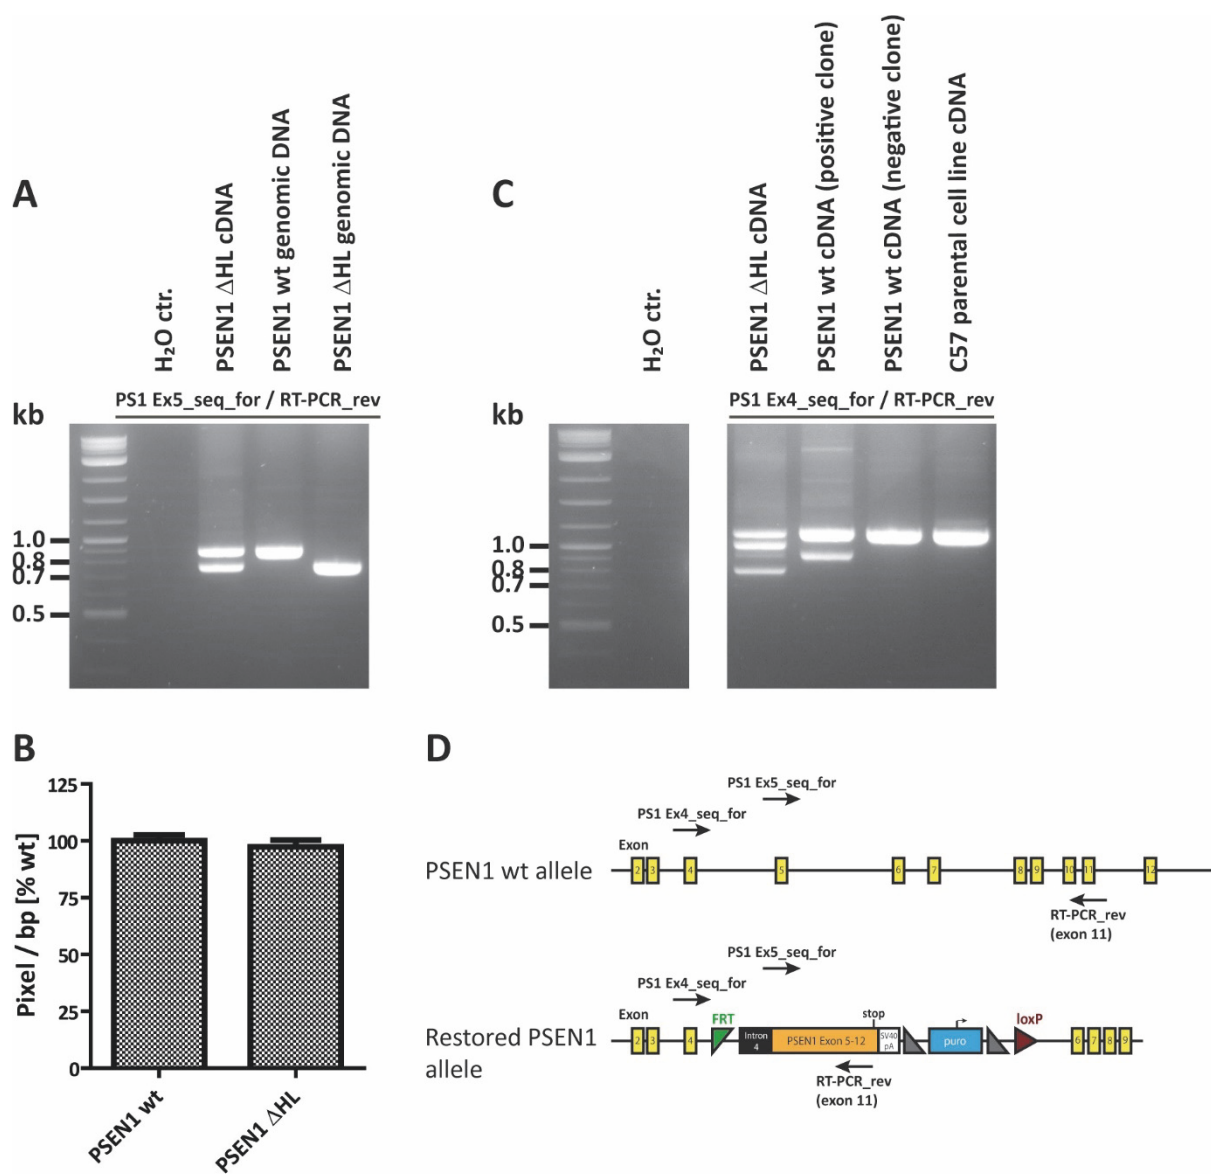 A
H₂O ctr.
PSEN1 ΔHL cDNA
PSEN1 wt genomic DNA
PSEN1 ΔHL genomic DNA
kb
PS1 Ex5_seq_for / RT-PCR_rev
1.0
0.8
0.7
0.5
C
H₂O ctr.
PSEN1 ΔHL cDNA
PSEN1 wt cDNA (positive clone)
PSEN1 wt cDNA (negative clone)
C57 parental cell line cDNA
kb
PS1 Ex4_seq_for / RT-PCR_rev
1.0
0.8
0.7
0.5
B
Pixel / bp [% wt]
125
100
75
50
25
0
PSEN1 wt
PSEN1 ΔHL
D
PS1 Ex5_seq_for
PS1 Ex4_seq_for
Exon
PSEN1 wt allele
2 3 4 5 6 7 8 9 10 11 12
RT-PCR_rev
(exon 11)
PS1 Ex5_seq_for
PS1 Ex4_seq_for
Exon
FRT
stop
loxP
Restored PSEN1
allele
2 3 4
Intron
4
PSEN1 Exon 5-12
SV40
pA
puro
6 7 8 9
RT-PCR_rev
(exon 11)